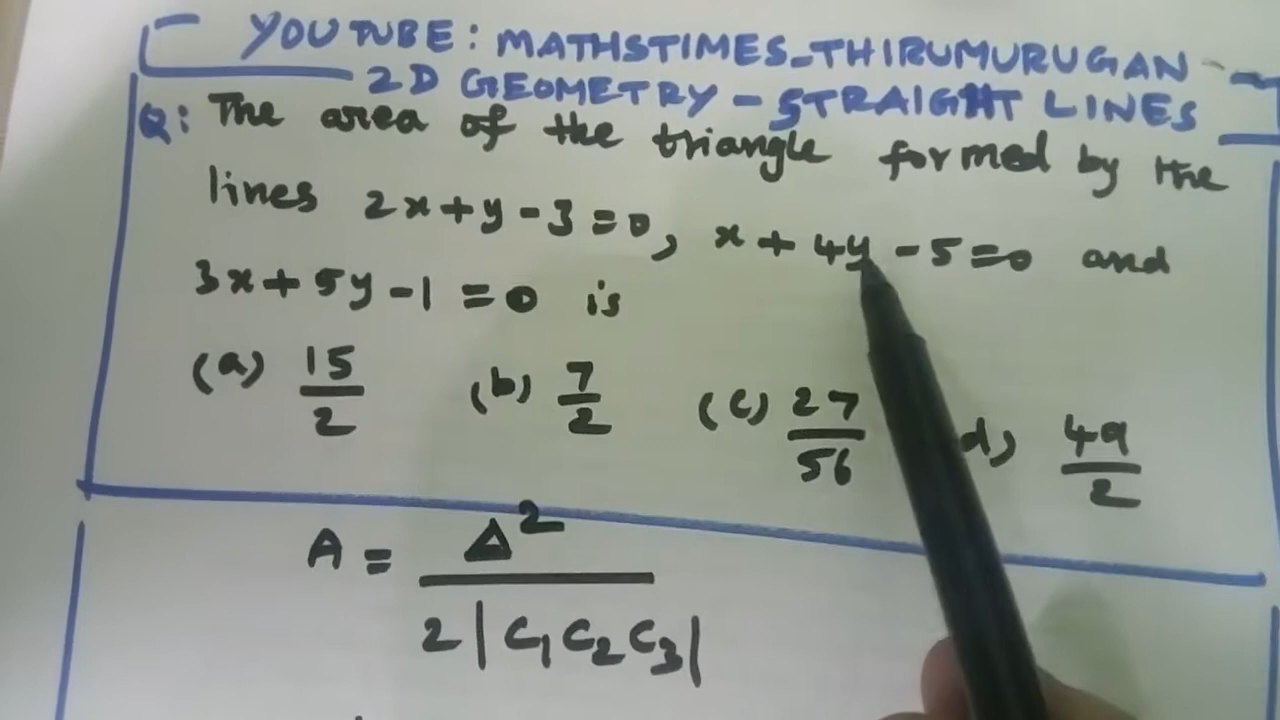 YOUTUBE: MATHSTIMES_THIRUMURUGAN
2D GEOMETRY - STRAIGHT LINES
Q: The area of the triangle formed by the
lines 2x+y-3=0, x+4y-5=0 and
3x+5y-1=0 is
(a) 15/2 (b) 7/2 (c) 27/56 d) 49/2
A = Δ²/2|C₁C₂C₃|